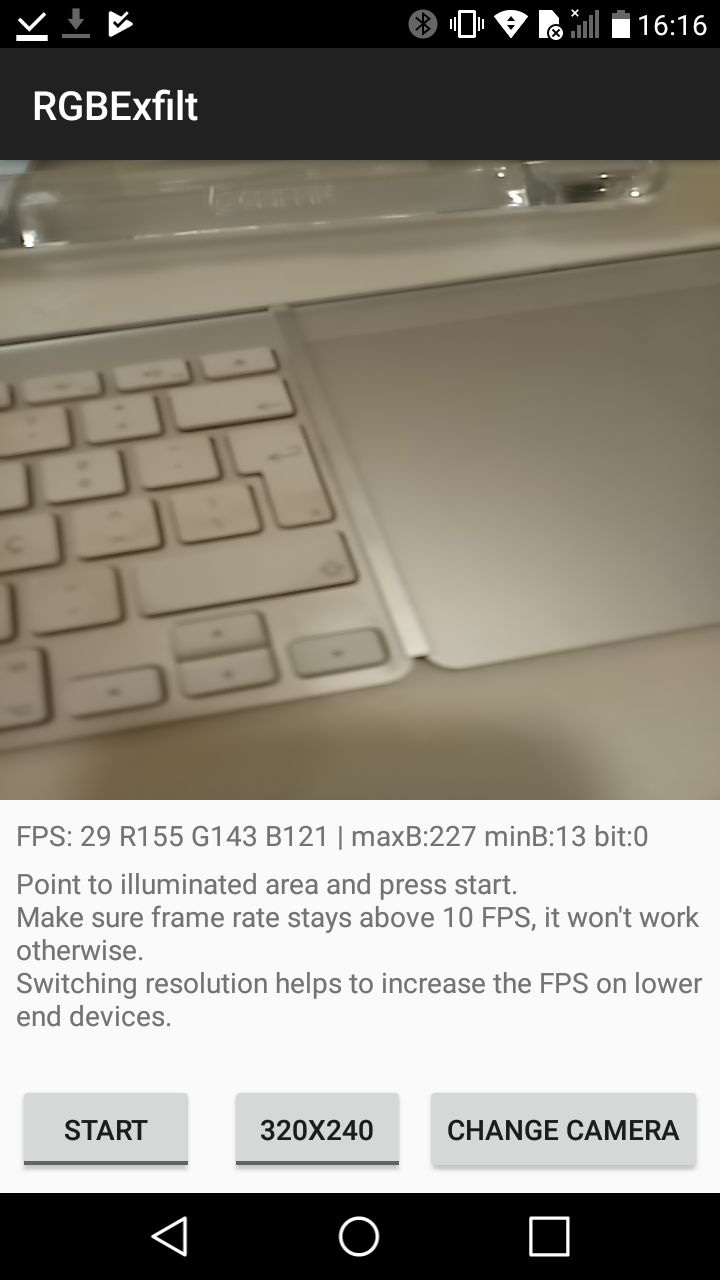 16:16
RGBExfilt
FPS: 29 R155 G143 B121 | maxB:227 minB:13 bit:0
Point to illuminated area and press start.
Make sure frame rate stays above 10 FPS, it won't work
otherwise.
Switching resolution helps to increase the FPS on lower
end devices.
START
320X240
CHANGE CAMERA